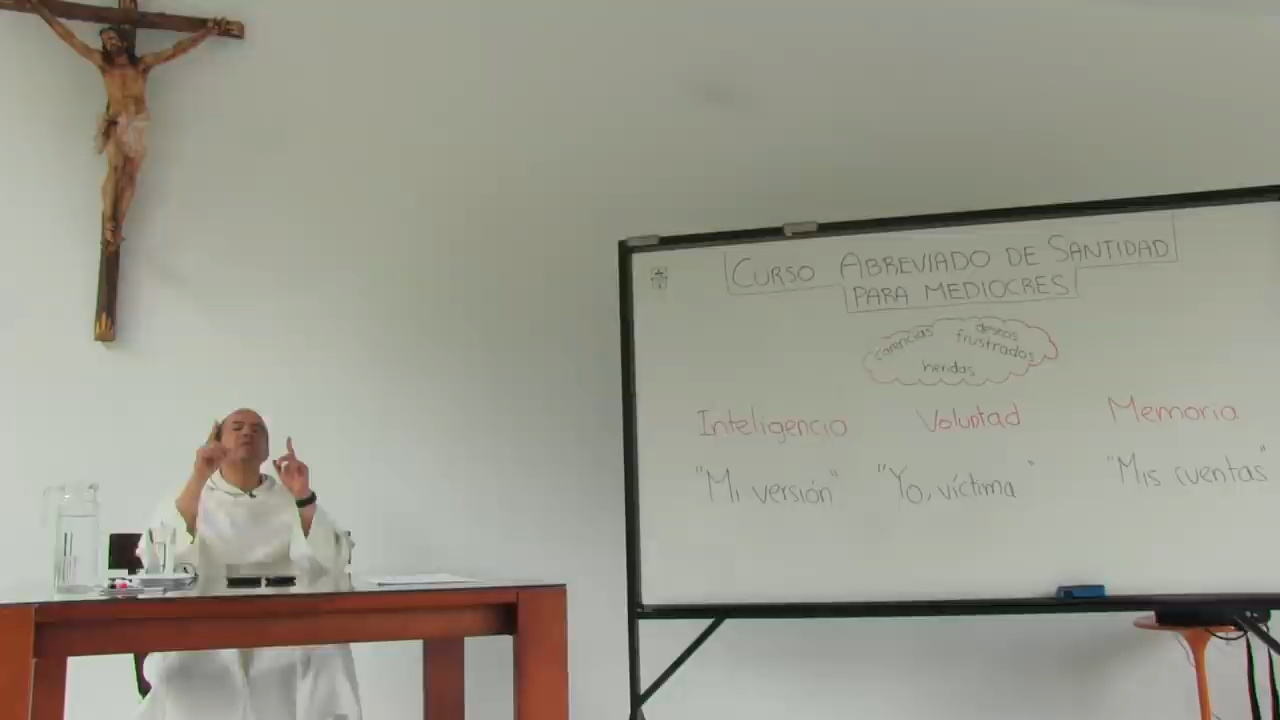 CURSO ABREVIADO DE SANTIDAD
PARA MEDIOCRES
carencias deseos frustrados
heridas
Inteligencia Voluntad Memoria
"Mi versión" "Yo, víctima" "Mis cuentas"